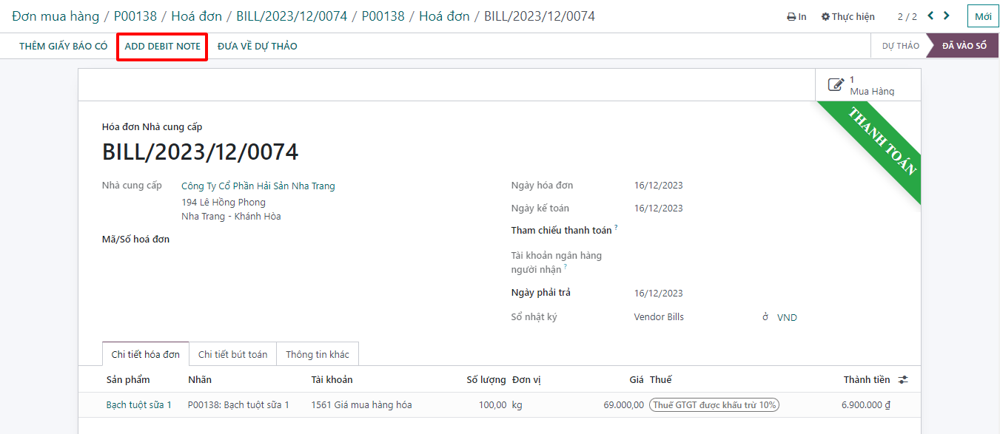 Đơn mua hàng / P00138 / Hoá đơn / BILL/2023/12/0074 / P00138 / Hoá đơn / BILL/2023/12/0074
In Thực hiện 2 / 2 Mới
THÊM GIẤY BÁO CÓ ADD DEBIT NOTE ĐƯA VỀ DỰ THẢO DỰ THẢO ĐÃ VÀO SỔ
1
Mua Hàng
THANH TOÁN
Hóa đơn Nhà cung cấp
BILL/2023/12/0074
Nhà cung cấp Công Ty Cổ Phần Hải Sản Nha Trang
194 Lê Hồng Phong
Nha Trang - Khánh Hòa
Mã/Số hoá đơn
Ngày hóa đơn 16/12/2023
Ngày kế toán 16/12/2023
Tham chiếu thanh toán ?
Tài khoản ngân hàng
người nhận ?
Ngày phải trả 16/12/2023
Sổ nhật ký Vendor Bills ở VND
Chi tiết hóa đơn Chi tiết bút toán Thông tin khác
Sản phẩm Nhãn Tài khoản Số lượng Đơn vị Giá Thuế Thành tiền
Bạch tuột sữa 1 P00138: Bạch tuột sữa 1 1561 Giá mua hàng hóa 100,00 kg 69.000,00 Thuế GTGT được khấu trừ 10% 6.900.000 ₫